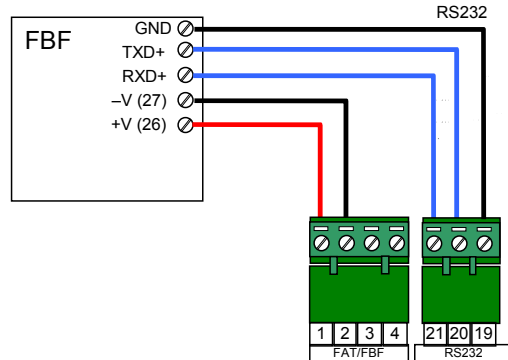 RS232
FBF
GND
TXD+
RXD+
–V (27)
+V (26)
1 2 3 4
21 20 19
FAT/FBF
RS232